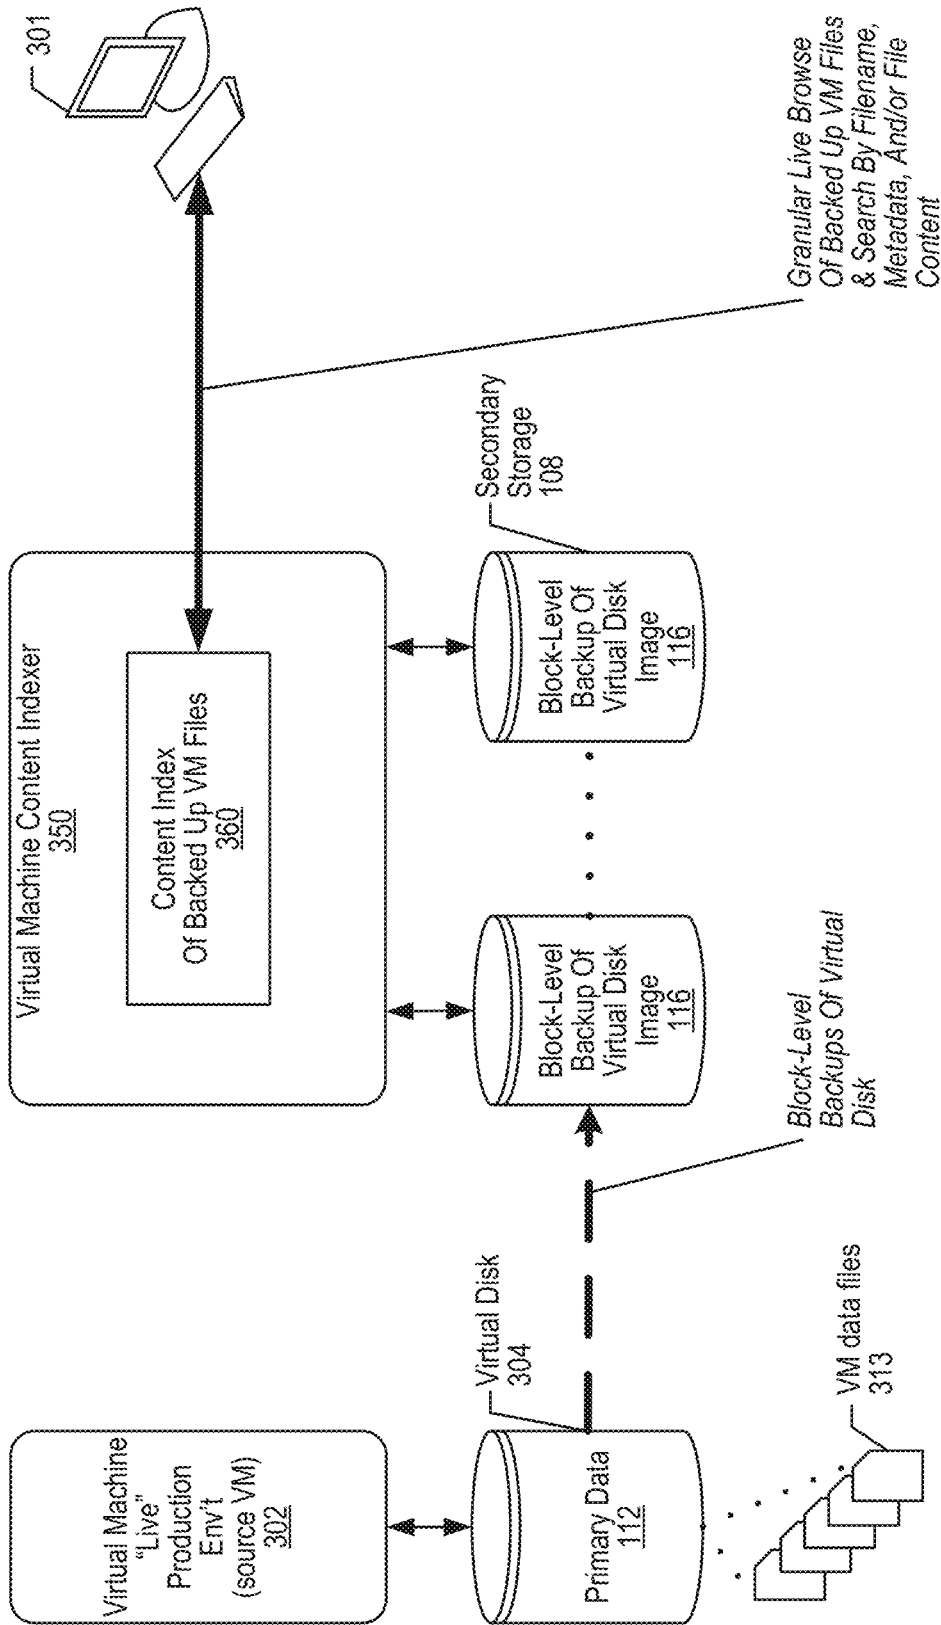 Virtual Machine
"Live"
Production
Env't
(source VM)
302
Virtual Machine Content Indexer
350
Content Index
Of Backed Up VM Files
360
301
Primary Data
112
Virtual Disk
304
Block-Level
Backup Of
Virtual Disk
Image
116
Block-Level
Backup Of
Virtual Disk
Image
116
Secondary
Storage
108
VM data files
313
Block-Level
Backups Of Virtual
Disk
Granular Live Browse
Of Backed Up VM Files
& Search By Filename,
Metadata, And/or File
Content